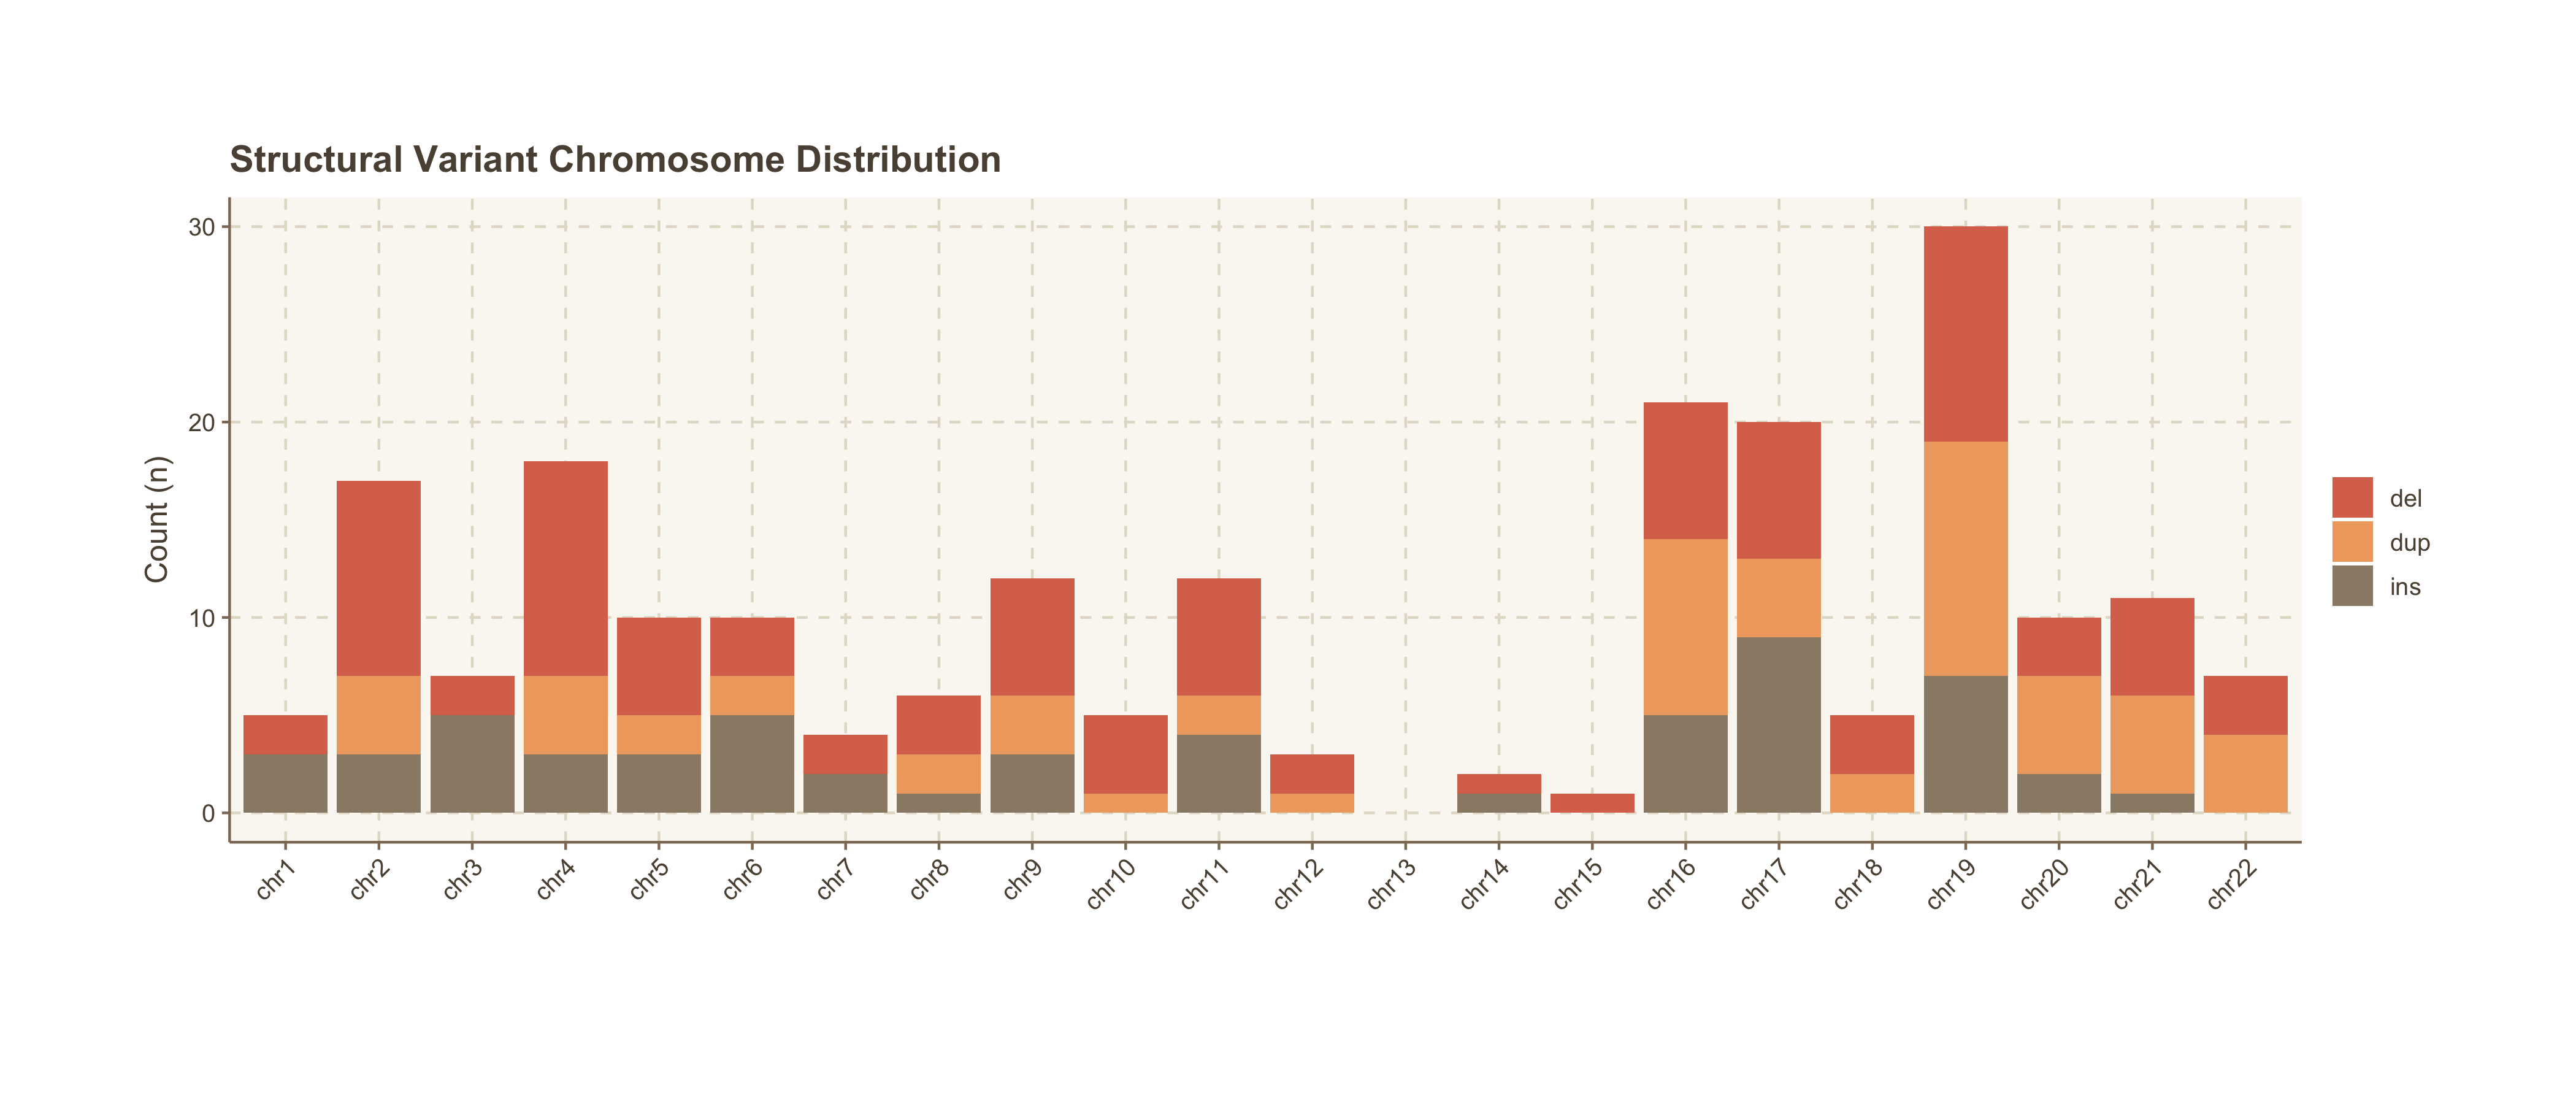 Structural Variant Chromosome Distribution
30
20
10
0
Count (n)
chr1
chr2
chr3
chr4
chr5
chr6
chr7
chr8
chr9
chr10
chr11
chr12
chr13
chr14
chr15
chr16
chr17
chr18
chr19
chr20
chr21
chr22
del
dup
ins